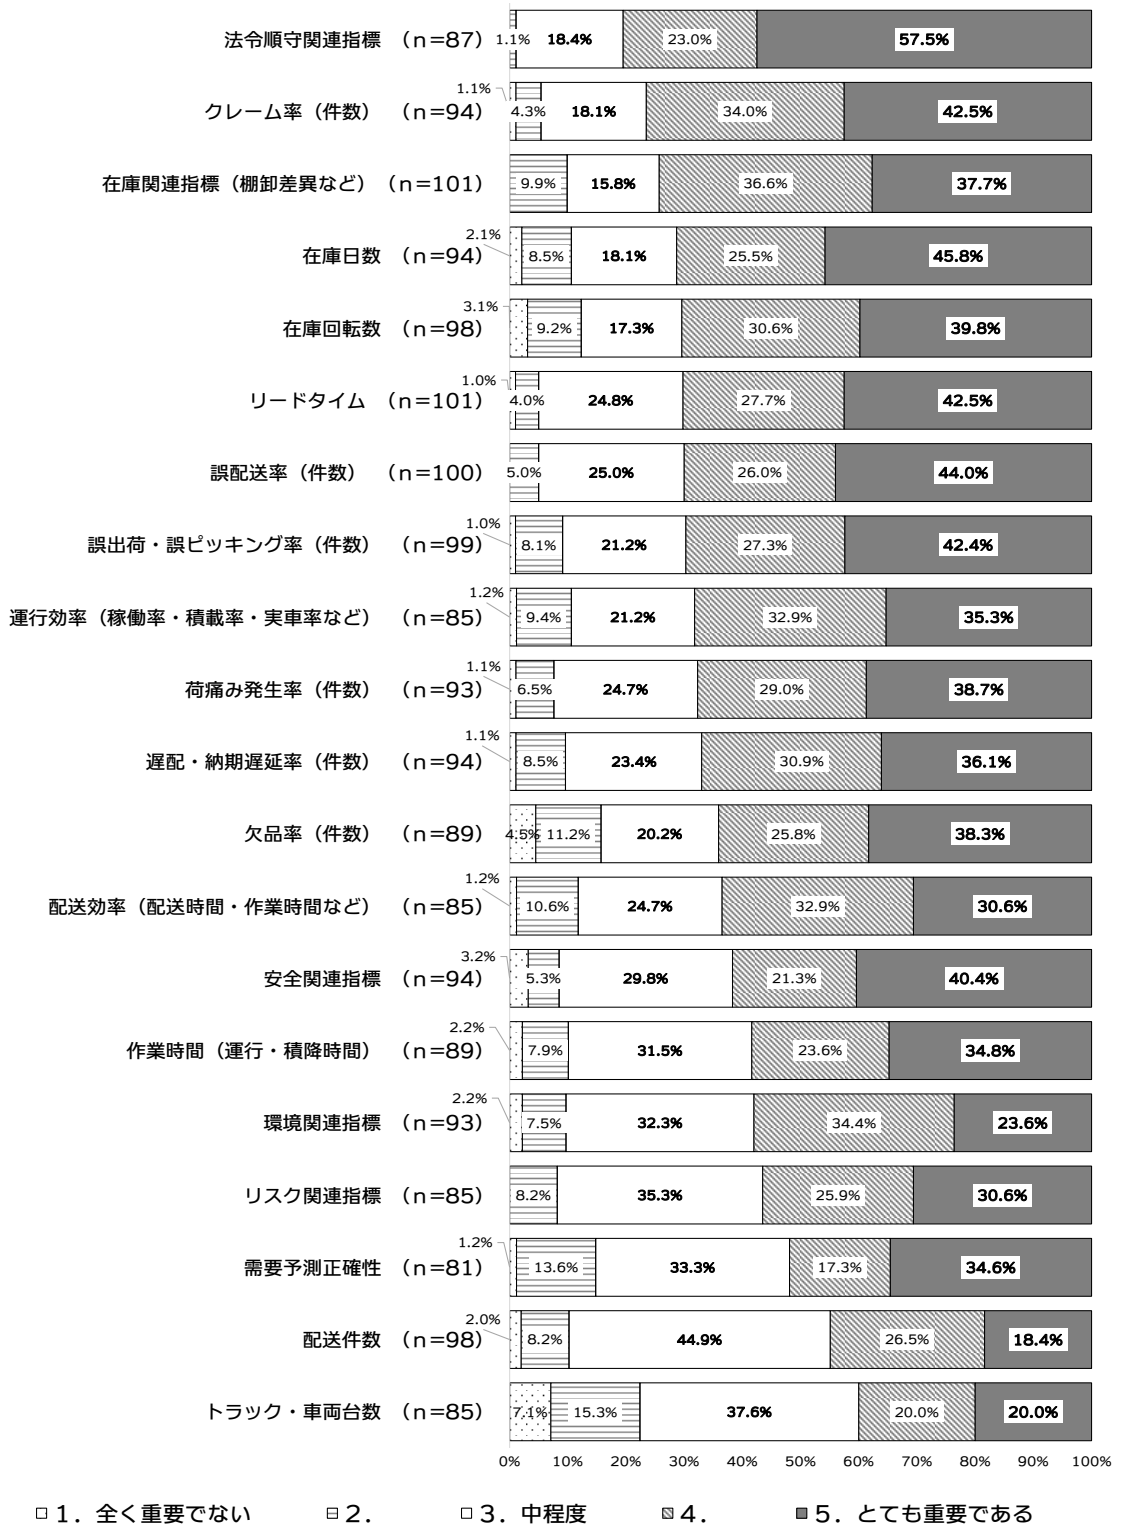 法令順守関連指標 （n=87） 1.1% 18.4% 23.0% 57.5%
クレーム率（件数） （n=94） 1.1% 4.3% 18.1% 34.0% 42.5%
在庫関連指標（棚卸差異など）（n=101） 9.9% 15.8% 36.6% 37.7%
在庫日数 （n=94） 2.1% 8.5% 18.1% 25.5% 45.8%
在庫回転数 （n=98） 3.1% 9.2% 17.3% 30.6% 39.8%
リードタイム （n=101） 1.0% 4.0% 24.8% 27.7% 42.5%
誤配送率（件数） （n=100） 5.0% 25.0% 26.0% 44.0%
誤出荷・誤ピッキング率（件数） （n=99） 1.0% 8.1% 21.2% 27.3% 42.4%
運行効率（稼働率・積載率・実車率など） （n=85） 1.2% 9.4% 21.2% 32.9% 35.3%
荷痛み発生率（件数） （n=93） 1.1% 6.5% 24.7% 29.0% 38.7%
遅配・納期遅延率（件数） （n=94） 1.1% 8.5% 23.4% 30.9% 36.1%
欠品率（件数） （n=89） 4.5% 11.2% 20.2% 25.8% 38.3%
配送効率（配送時間・作業時間など） （n=85） 1.2% 10.6% 24.7% 32.9% 30.6%
安全関連指標 （n=94） 3.2% 5.3% 29.8% 21.3% 40.4%
作業時間（運行・積降時間） （n=89） 2.2% 7.9% 31.5% 23.6% 34.8%
環境関連指標 （n=93） 2.2% 7.5% 32.3% 34.4% 23.6%
リスク関連指標 （n=85） 8.2% 35.3% 25.9% 30.6%
需要予測正確性 （n=81） 1.2% 13.6% 33.3% 17.3% 34.6%
配送件数 （n=98） 2.0% 8.2% 44.9% 26.5% 18.4%
トラック・車両台数 （n=85） 7.1% 15.3% 37.6% 20.0% 20.0%
0% 10% 20% 30% 40% 50% 60% 70% 80% 90% 100%
1．全く重要でない 2． 3．中程度 4． 5．とても重要である